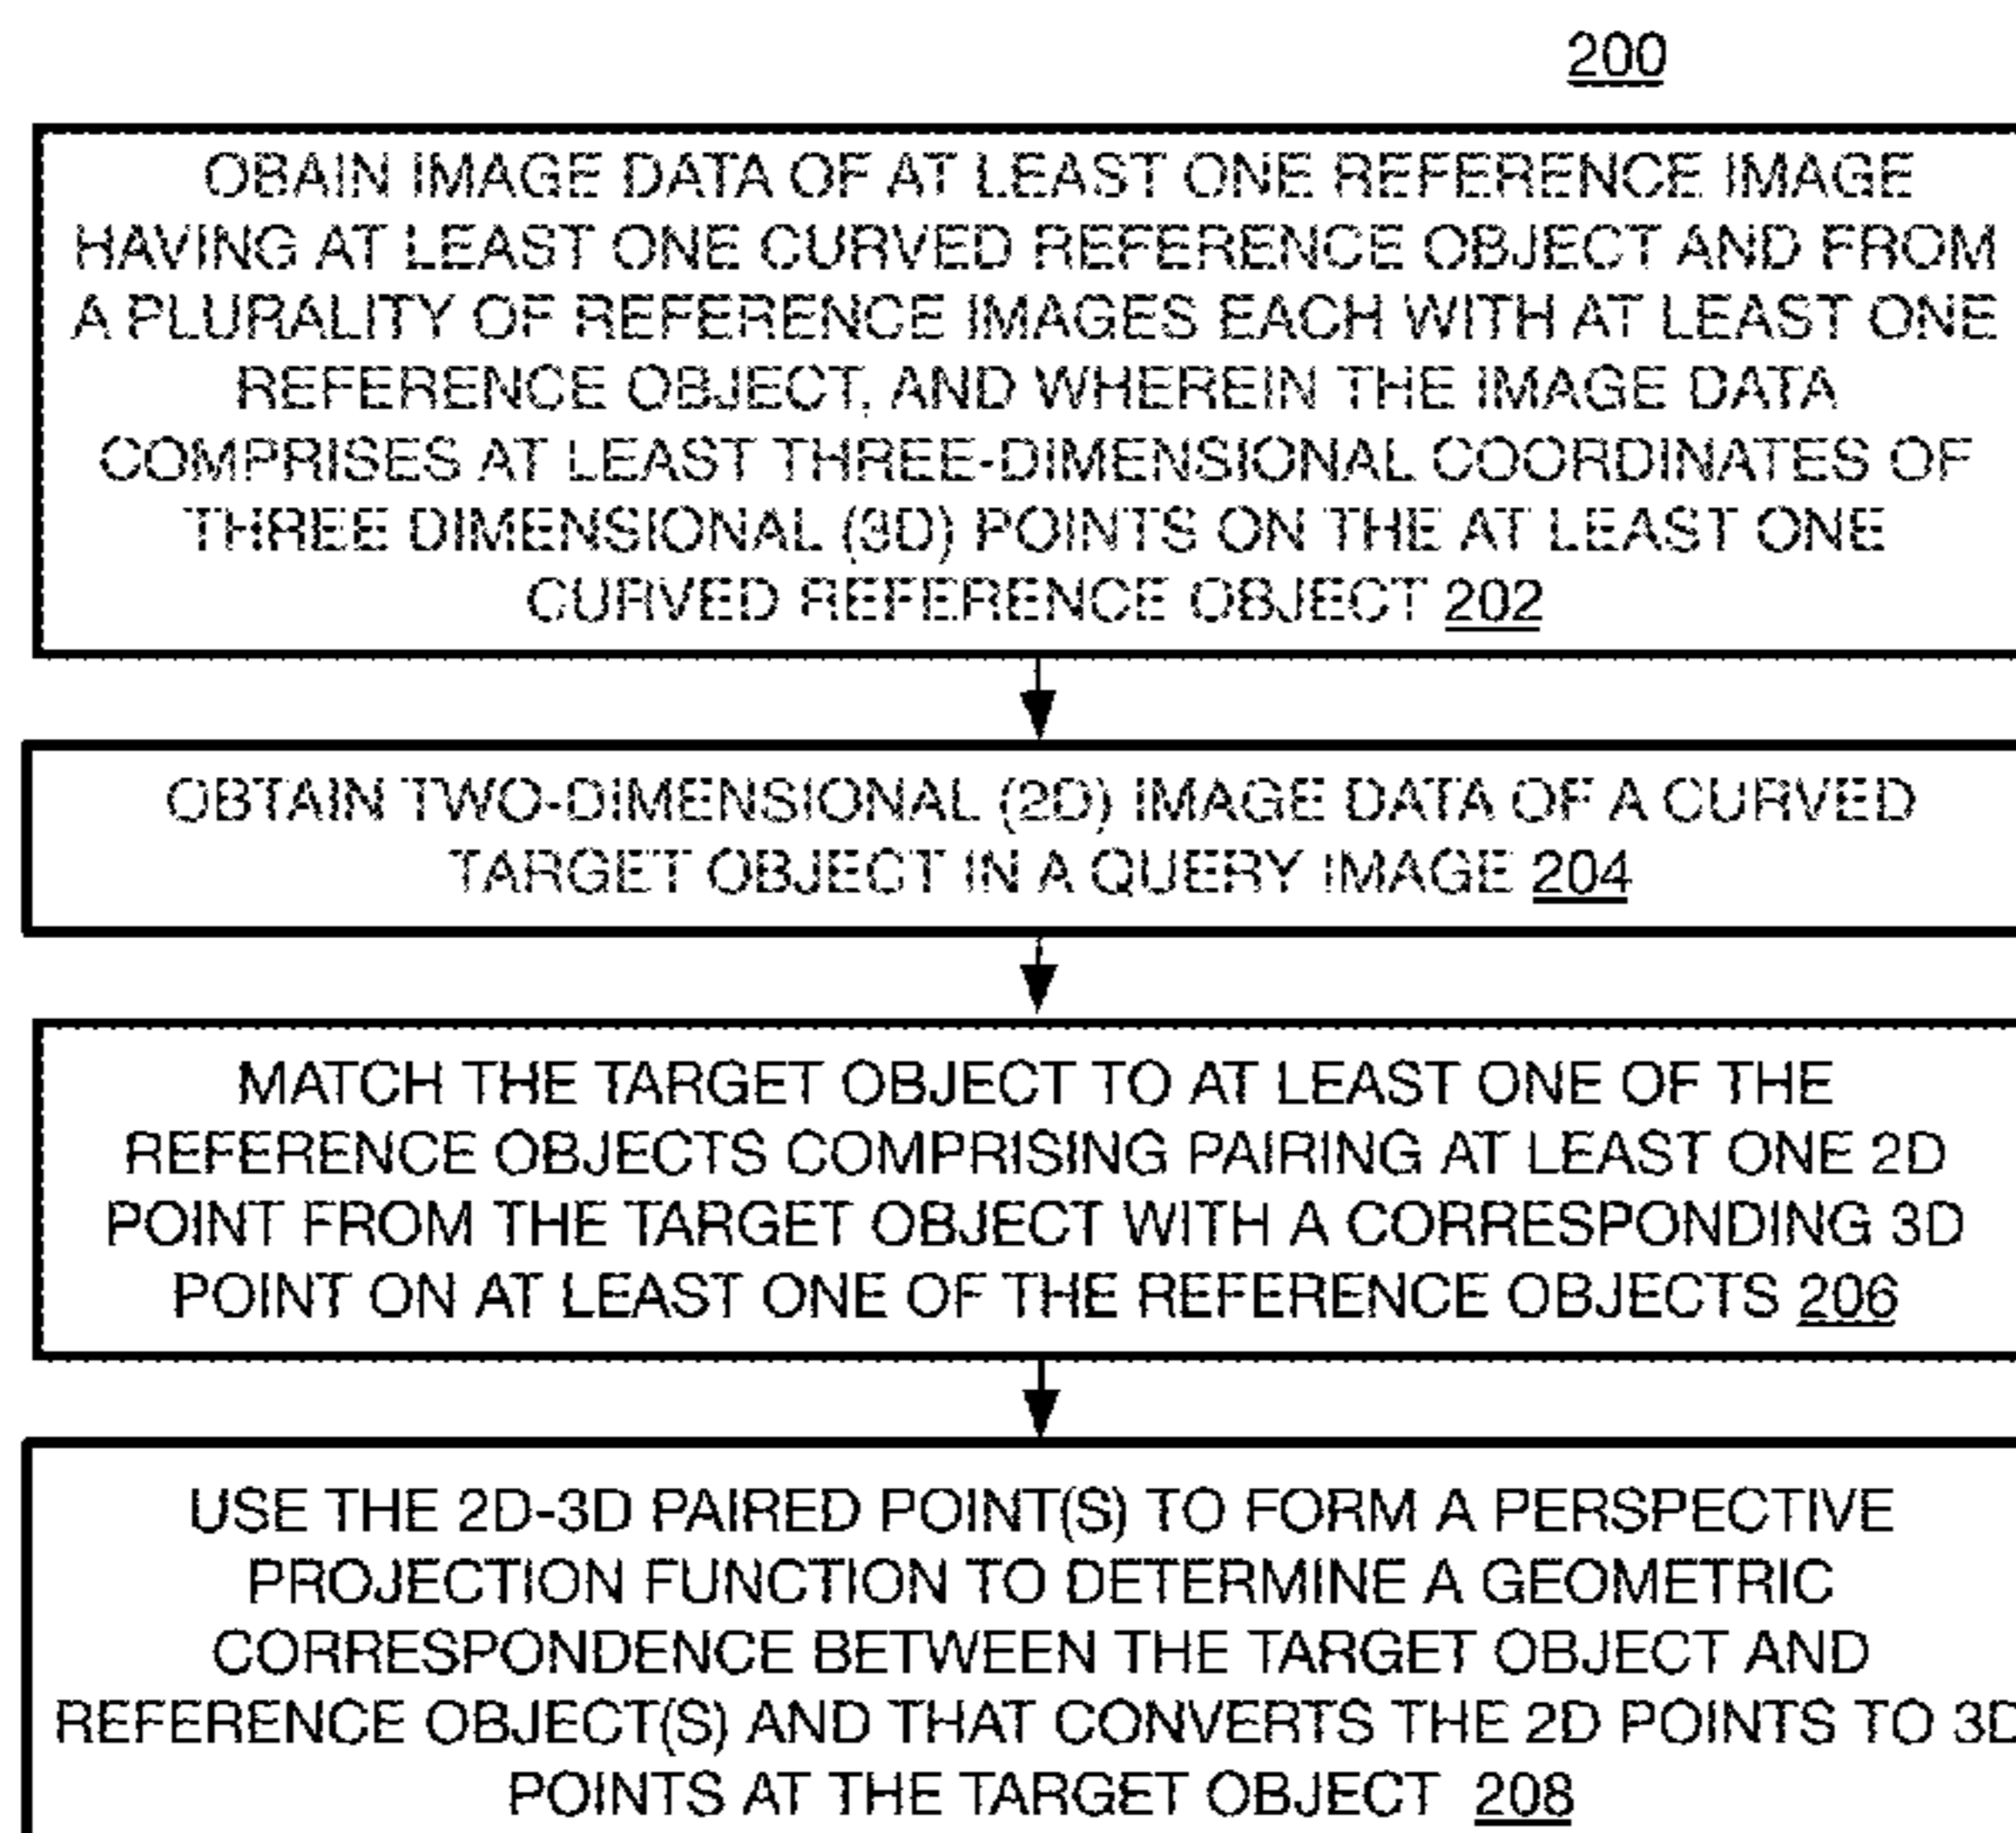 200
OBAIN IMAGE DATA OF AT LEAST ONE REFERENCE IMAGE
HAVING AT LEAST ONE CURVED REFERENCE OBJECT AND FROM
A PLURALITY OF REFERENCE IMAGES EACH WITH AT LEAST ONE
REFERENCE OBJECT, AND WHEREIN THE IMAGE DATA
COMPRISES AT LEAST THREE-DIMENSIONAL COORDINATES OF
THREE DIMENSIONAL (3D) POINTS ON THE AT LEAST ONE
CURVED REFERENCE OBJECT 202
OBTAIN TWO-DIMENSIONAL (2D) IMAGE DATA OF A CURVED
TARGET OBJECT IN A QUERY IMAGE 204
MATCH THE TARGET OBJECT TO AT LEAST ONE OF THE
REFERENCE OBJECTS COMPRISING PAIRING AT LEAST ONE 2D
POINT FROM THE TARGET OBJECT WITH A CORRESPONDING 3D
POINT ON AT LEAST ONE OF THE REFERENCE OBJECTS 206
USE THE 2D-3D PAIRED POINT(S) TO FORM A PERSPECTIVE
PROJECTION FUNCTION TO DETERMINE A GEOMETRIC
CORRESPONDENCE BETWEEN THE TARGET OBJECT AND
REFERENCE OBJECT(S) AND THAT CONVERTS THE 2D POINTS TO 3D
POINTS AT THE TARGET OBJECT 208